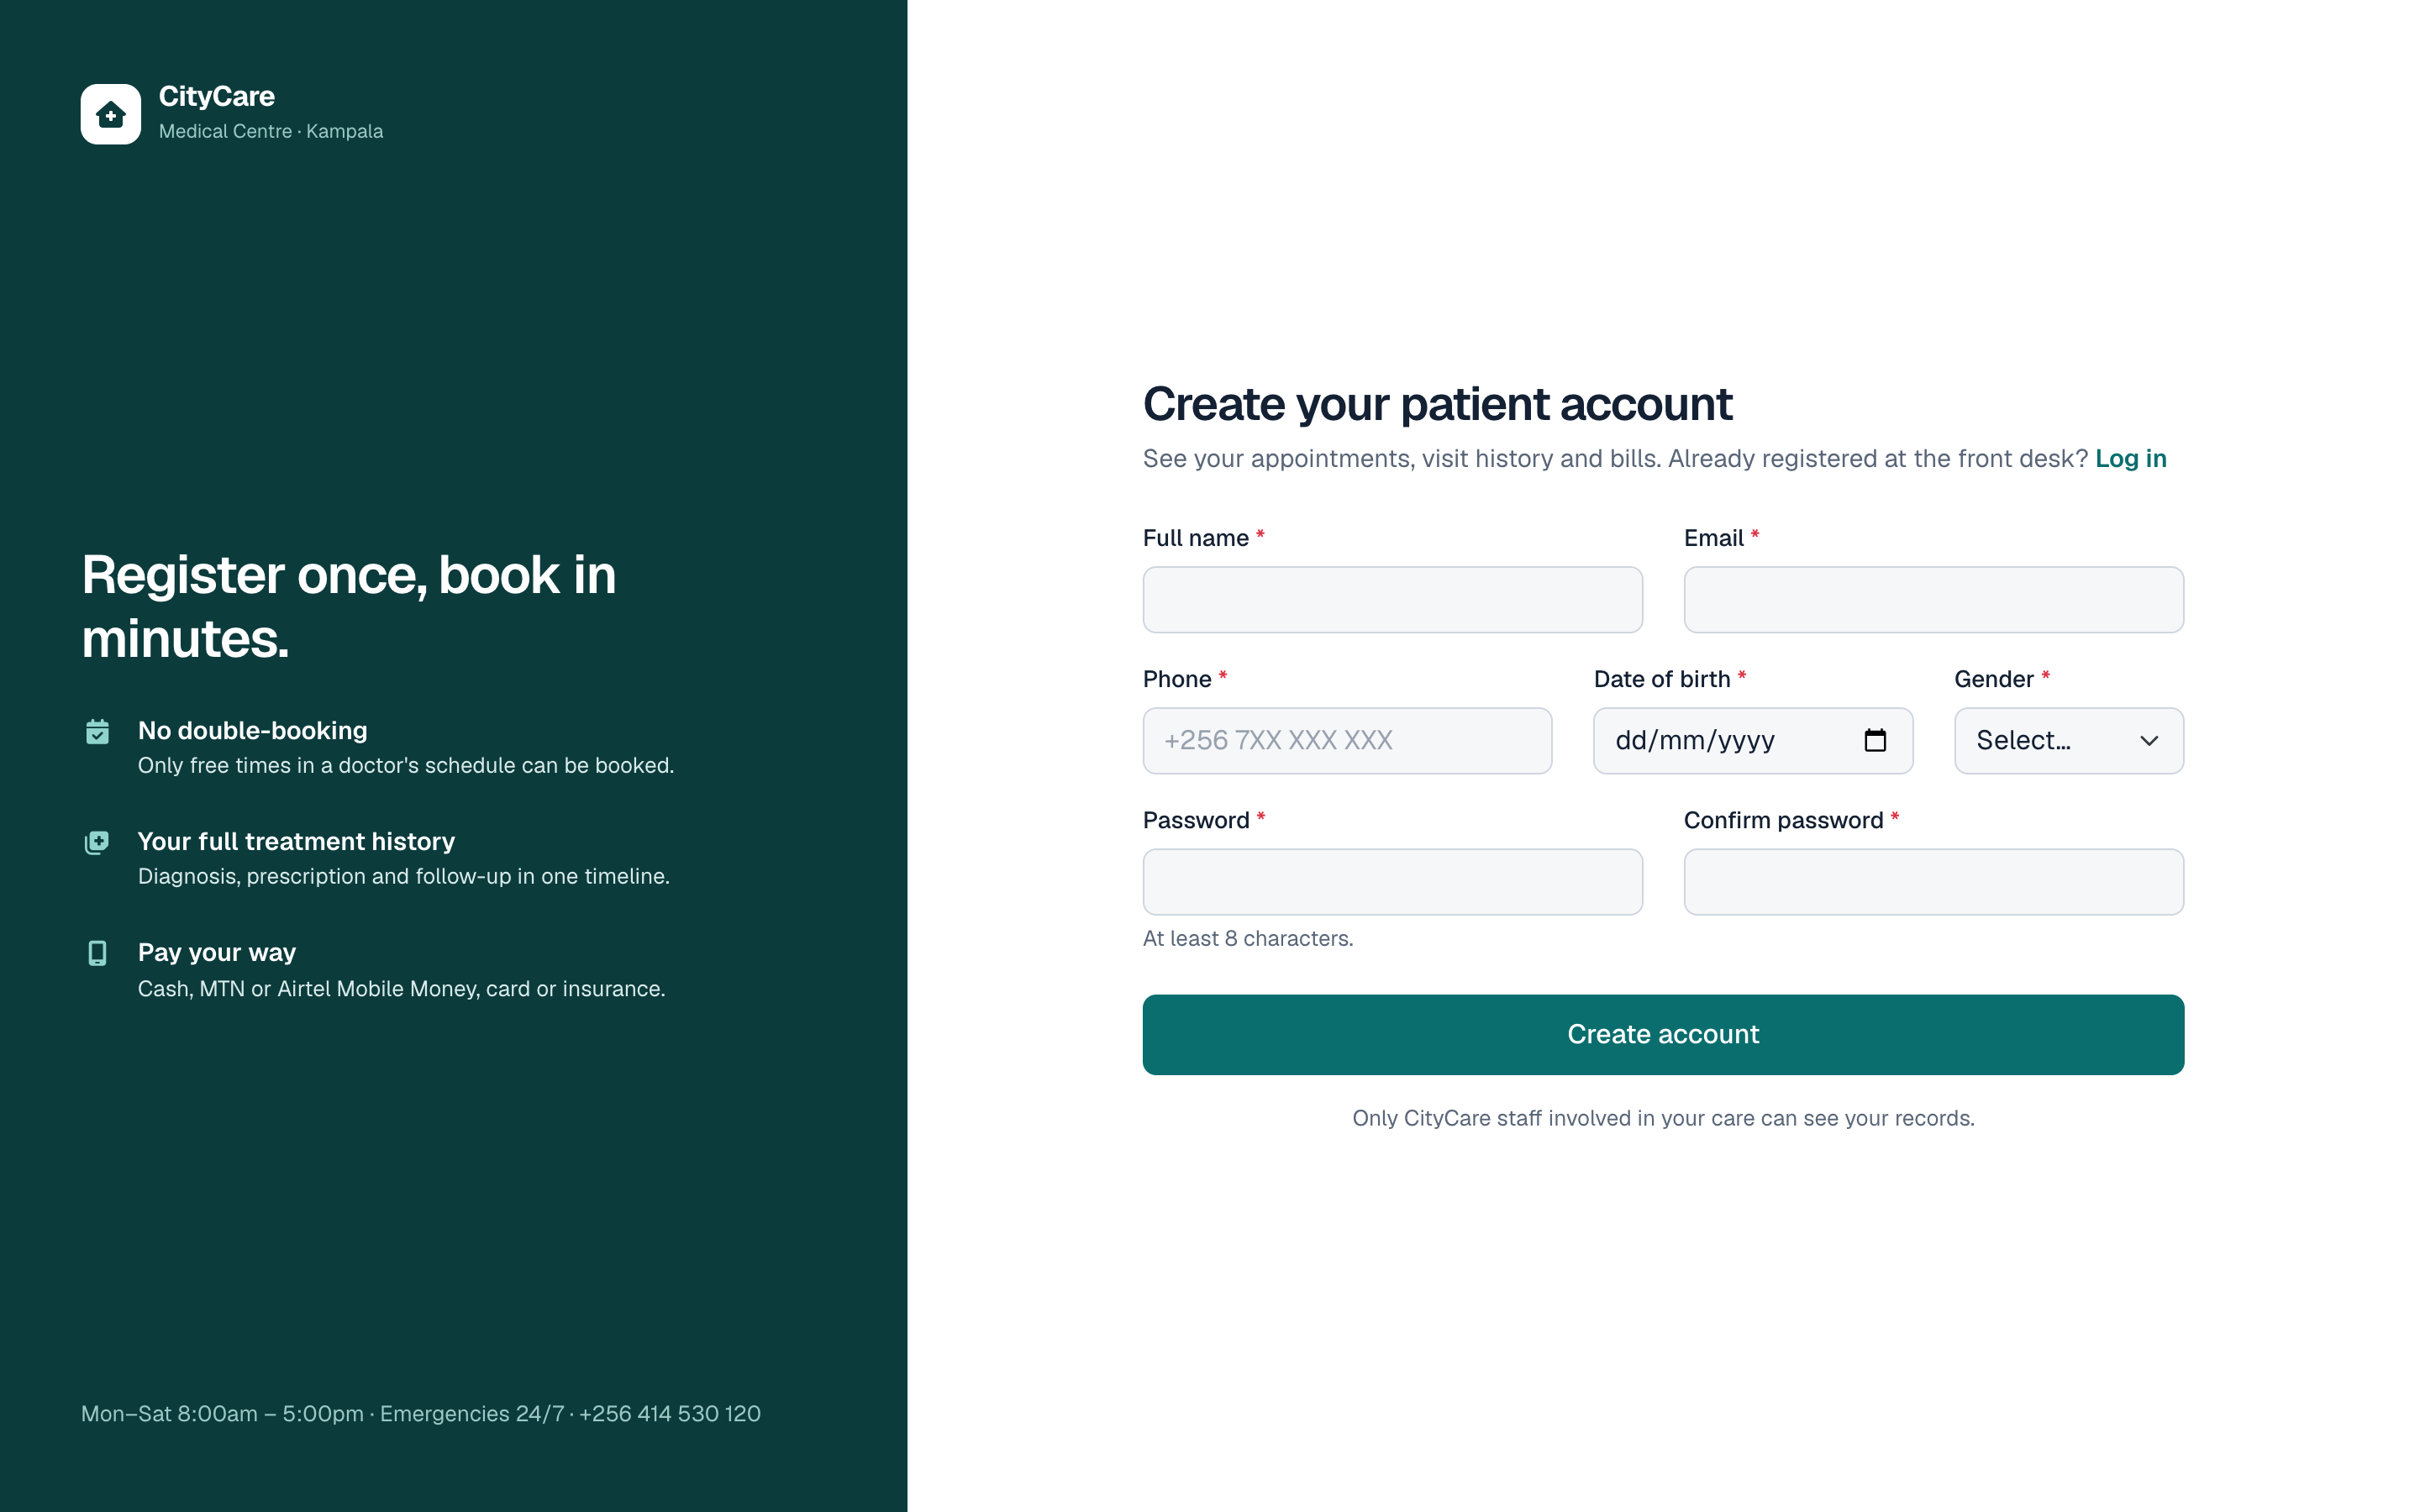 CityCare
Medical Centre · Kampala
Register once, book in
minutes.
No double-booking
Only free times in a doctor's schedule can be booked.
Your full treatment history
Diagnosis, prescription and follow-up in one timeline.
Pay your way
Cash, MTN or Airtel Mobile Money, card or insurance.
Mon–Sat 8:00am – 5:00pm · Emergencies 24/7 · +256 414 530 120
Create your patient account
See your appointments, visit history and bills. Already registered at the front desk? Log in
Full name *
Email *
Phone *
Date of birth *
Gender *
+256 7XX XXX XXX
dd/mm/yyyy
Select...
Password *
Confirm password *
At least 8 characters.
Create account
Only CityCare staff involved in your care can see your records.